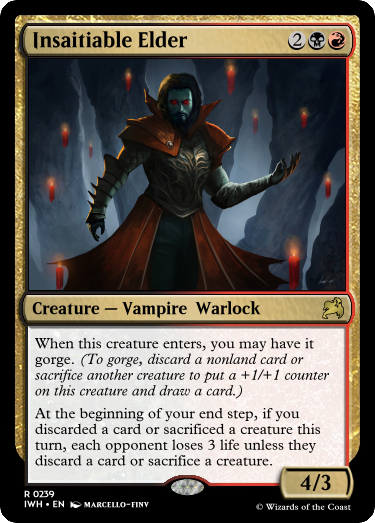 Insaitiable Elder 2
Creature — Vampire Warlock
When this creature enters, you may have it
gorge. (To gorge, discard a nonland card or
sacrifice another creature to put a +1/+1 counter
on this creature and draw a card.)
At the beginning of your end step, if you
discarded a card or sacrificed a creature this
turn, each opponent loses 3 life unless they
discard a card or sacrifice a creature.
4/3
R 0239
IWH • EN MARCELLO-FINV
© Wizards of the Coast